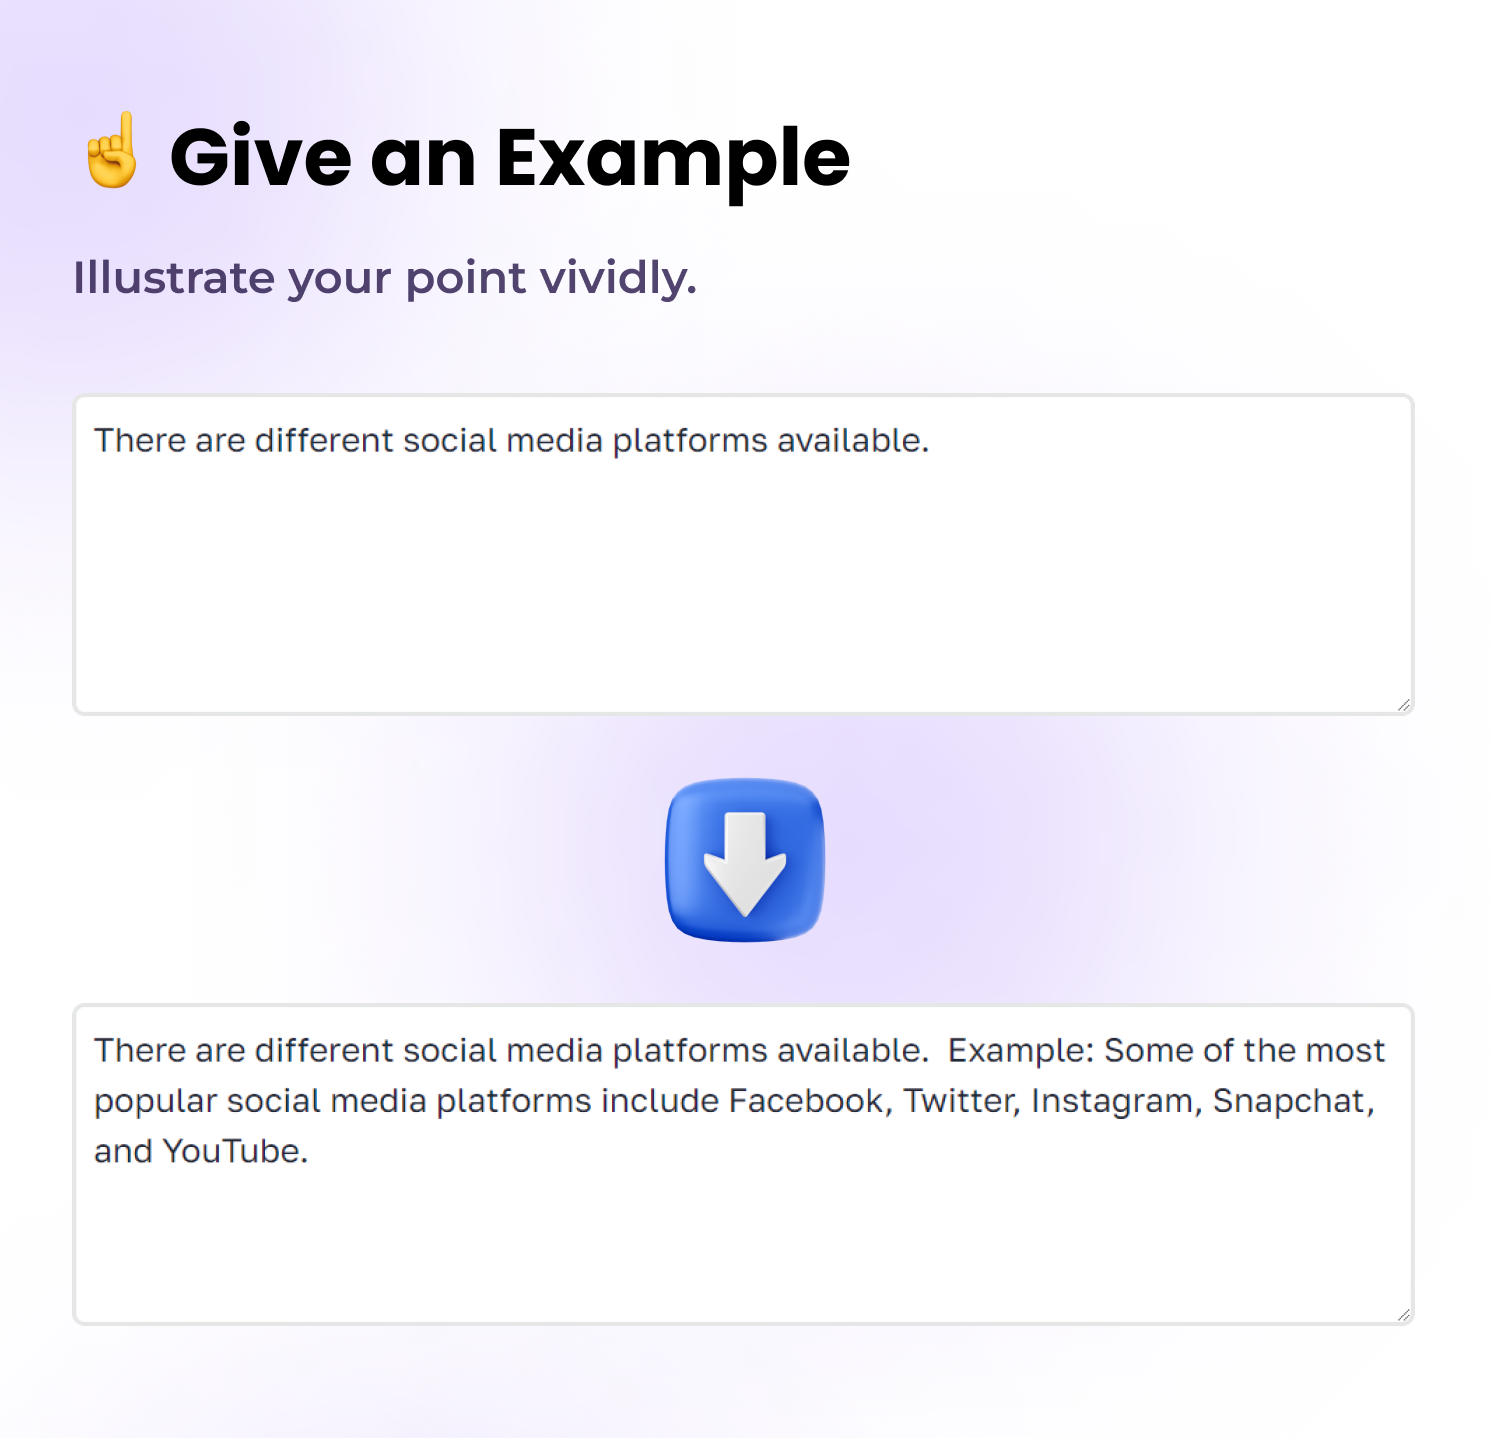 ☝️ Give an Example
Illustrate your point vividly.
There are different social media platforms available.
There are different social media platforms available.  Example: Some of the most
popular social media platforms include Facebook, Twitter, Instagram, Snapchat,
and YouTube.